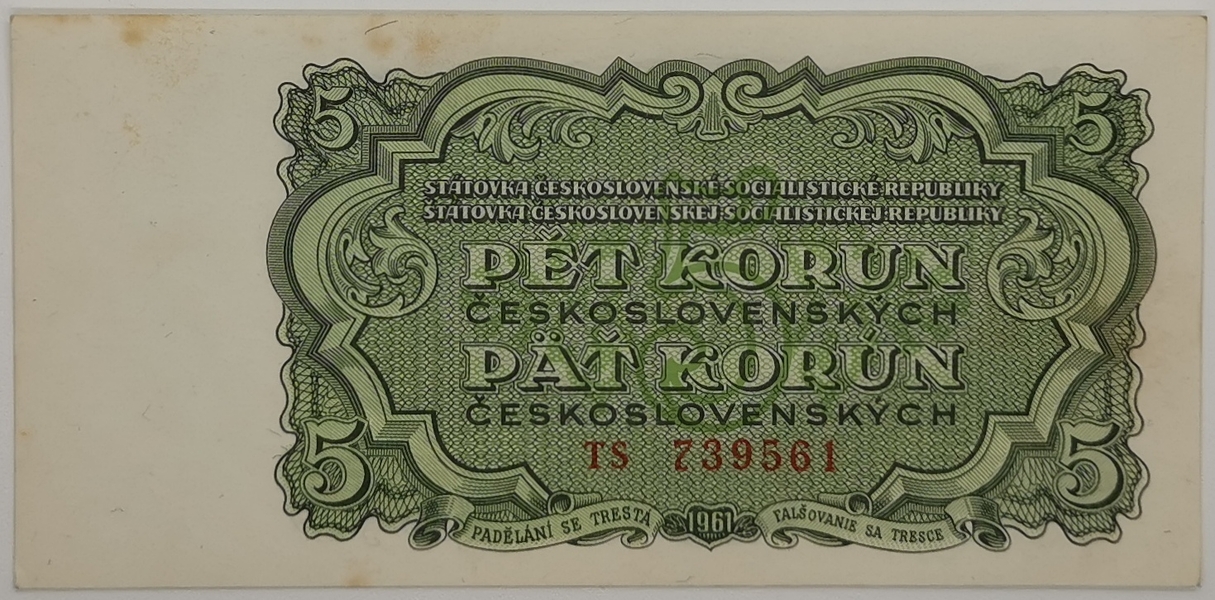 5 5
STÁTOVKA ČESKOSLOVENSKÉ SOCIALISTICKÉ REPUBLIKY
ŠTÁTOVKA ČESKOSLOVENSKEJ SOCIALISTICKEJ REPUBLIKY
PĚT KORUN
ČESKOSLOVENSKÝCH
PÄŤ KORÚN
ČESKOSLOVENSKÝCH
TS 739561
5 5
PADĚLÁNÍ SE TRESTÁ 1961 FALŠOVANIE SA TRESCE